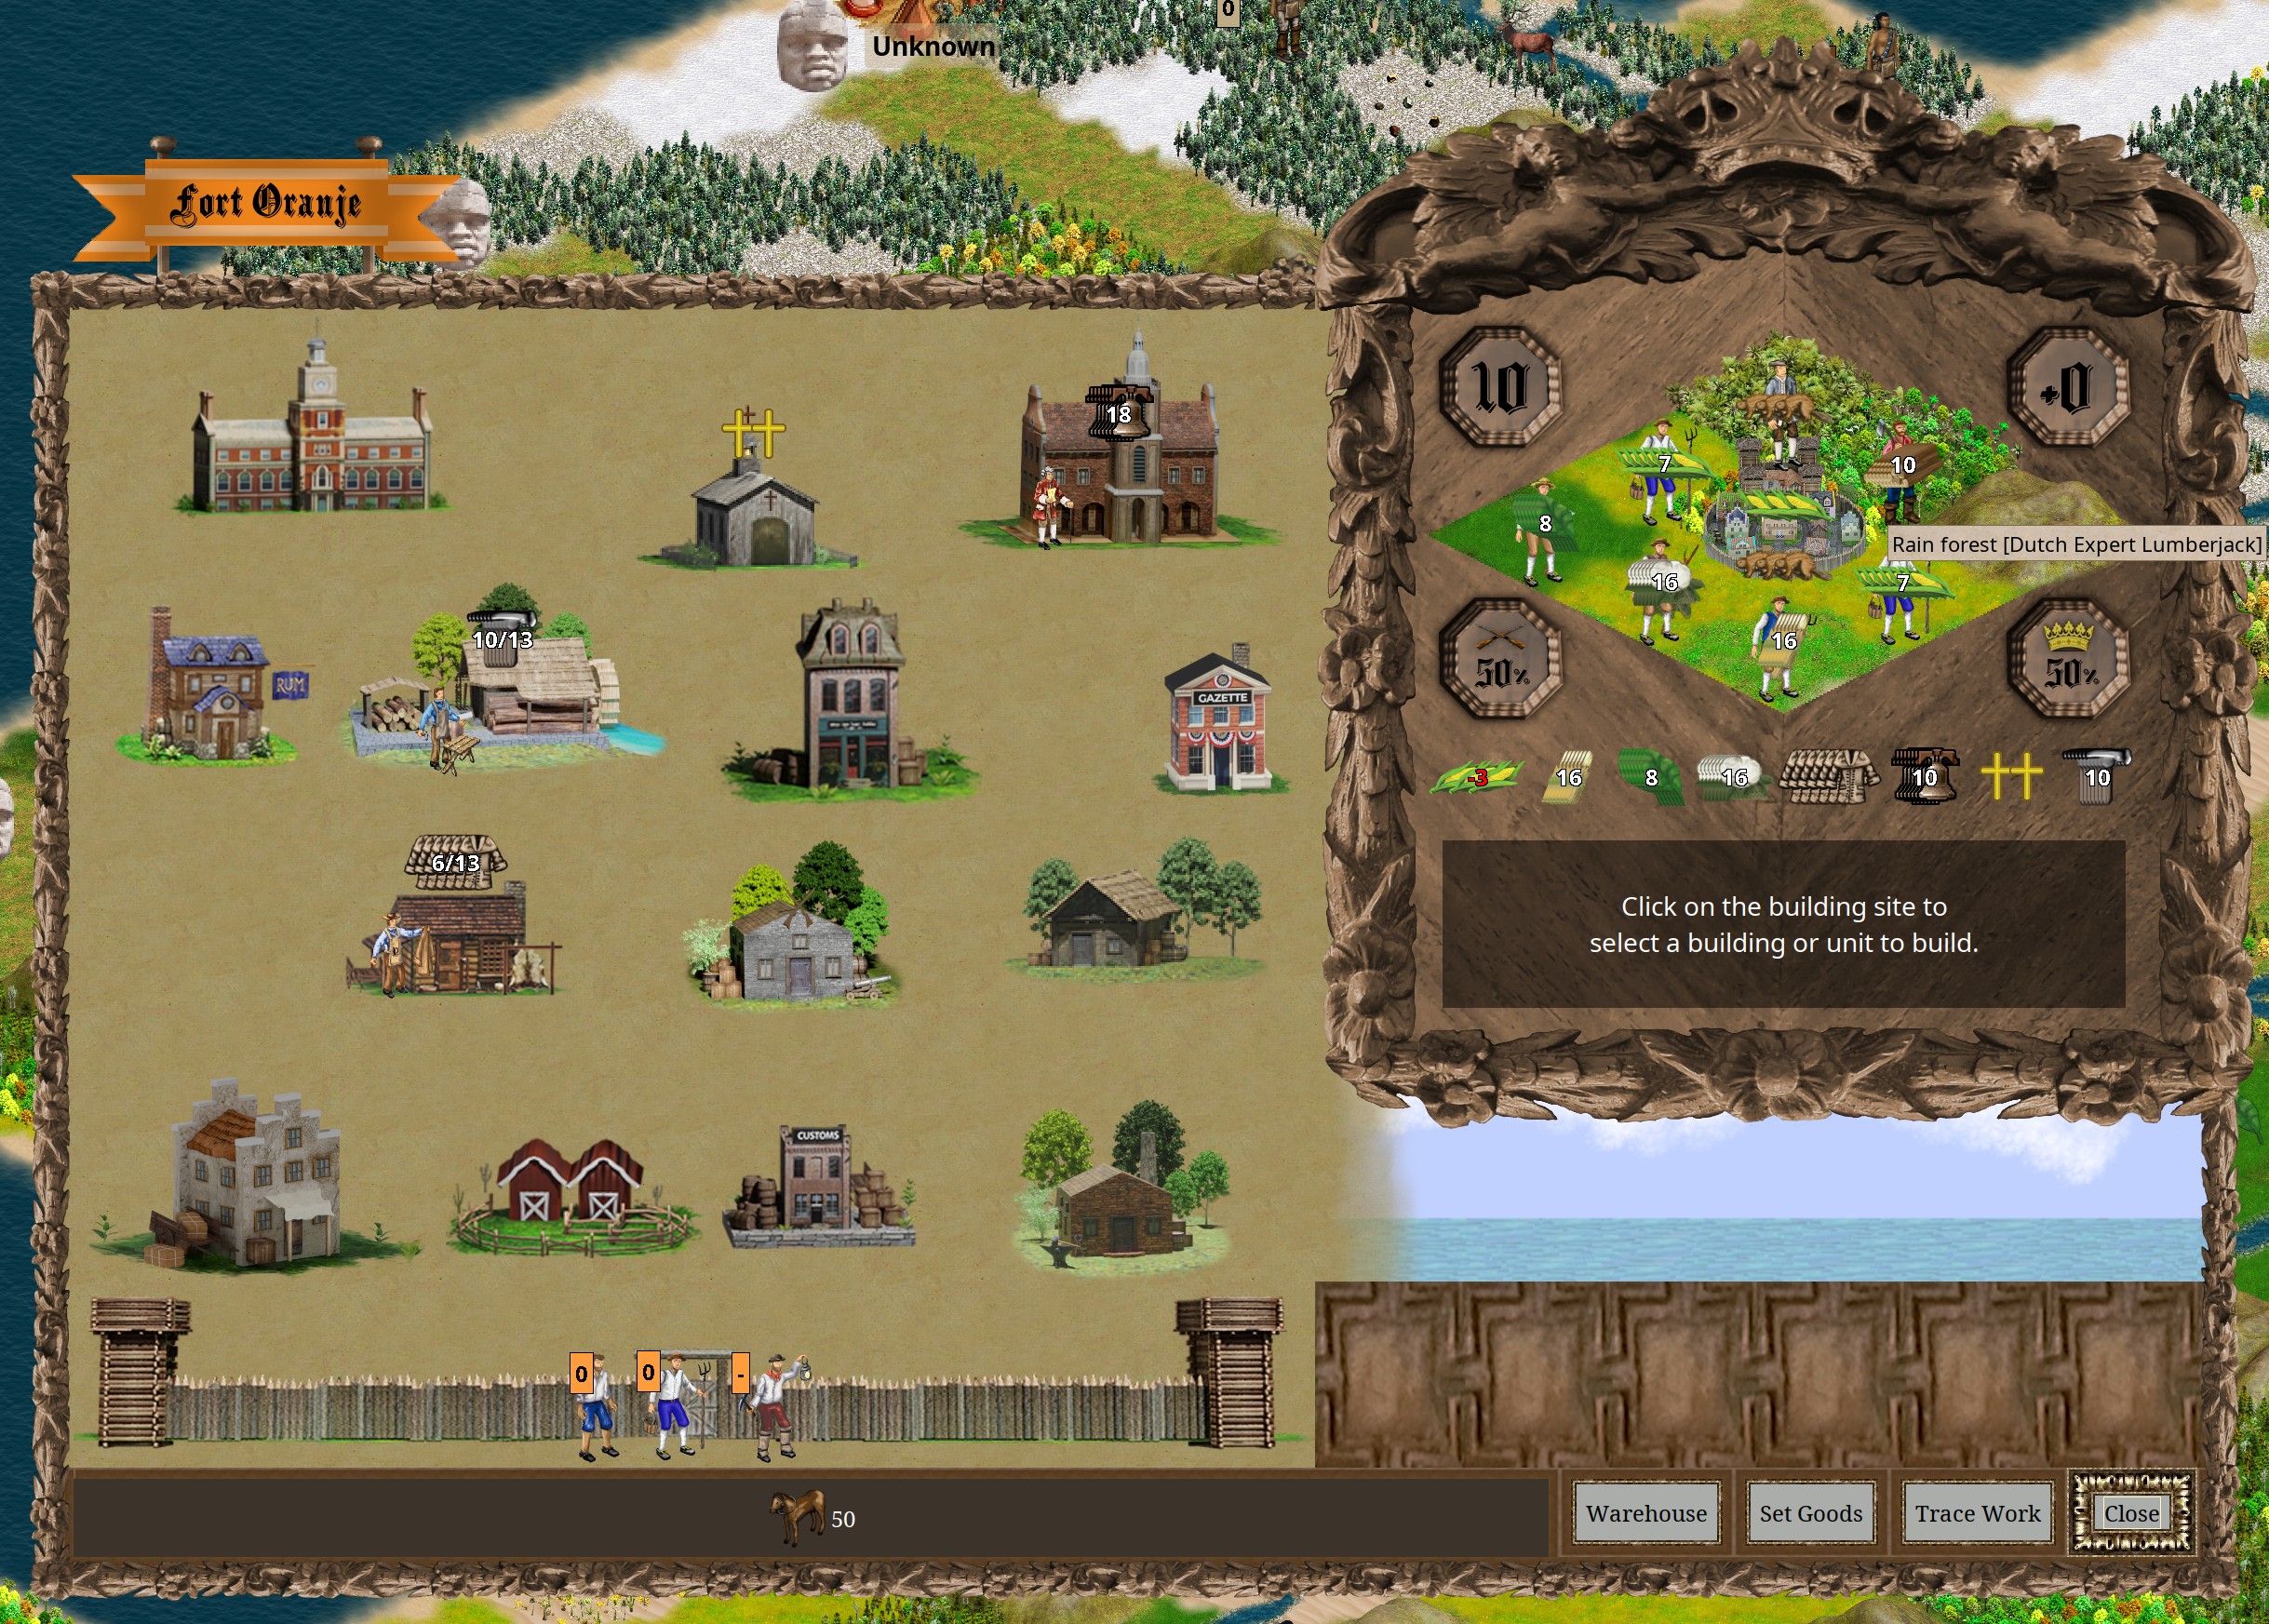 0
Unknown
Fort Oranje
10
+0
18
7
10
8
Rain forest [Dutch Expert Lumberjack]
16
7
16
10/13
RUM
GAZETTE
50%
50%
-3
16
8
16
10
10
6/13
Click on the building site to
select a building or unit to build.
CUSTOMS
0
0
-
50
Warehouse
Set Goods
Trace Work
Close